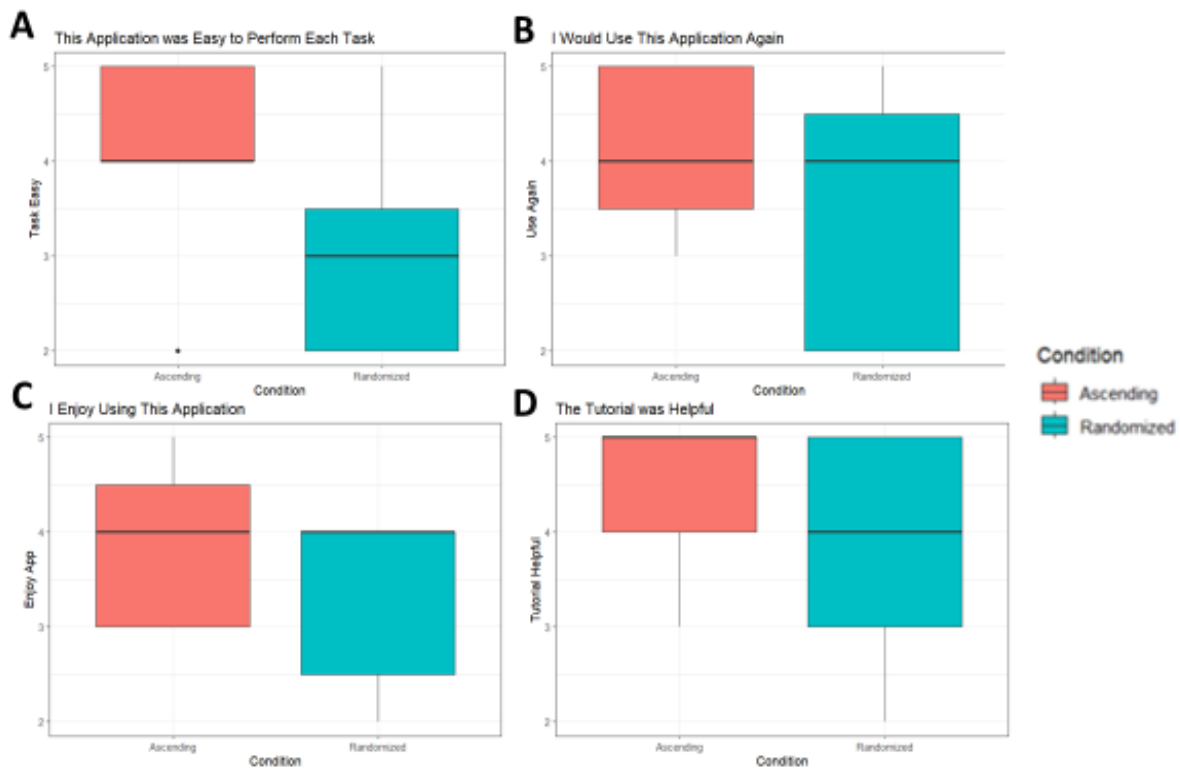 A
This Application was Easy to Perform Each Task
5
4
3
2
Task Easy
Ascending
Randomized
Condition
B
I Would Use This Application Again
5
4
3
2
Use Again
Ascending
Randomized
Condition
C
I Enjoy Using This Application
5
4
3
2
Enjoy App
Ascending
Randomized
Condition
D
The Tutorial was Helpful
5
4
3
2
Tutorial Helpful
Ascending
Randomized
Condition
Condition
Ascending
Randomized